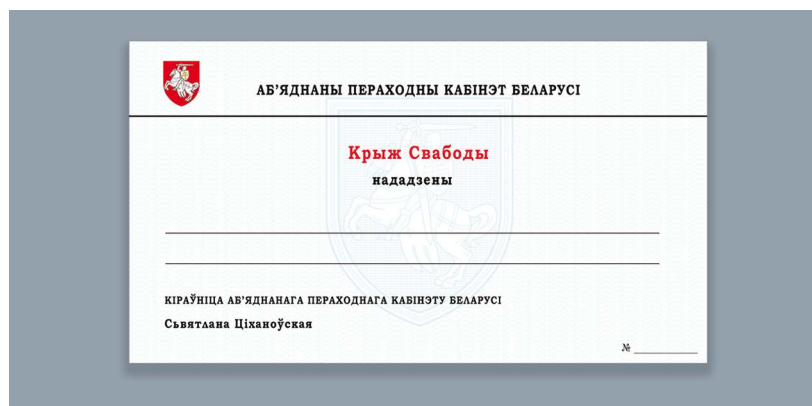 АБ’ЯДНАНЫ ПЕРАХОДНЫ КАБІНЭТ БЕЛАРУСІ
Крыж Свабоды
нададзены
КІРАЎНІЦА АБ’ЯДНАНАГА ПЕРАХОДНАГА КАБІНЭТУ БЕЛАРУСІ
Сьвятлана Ціханоўская
№